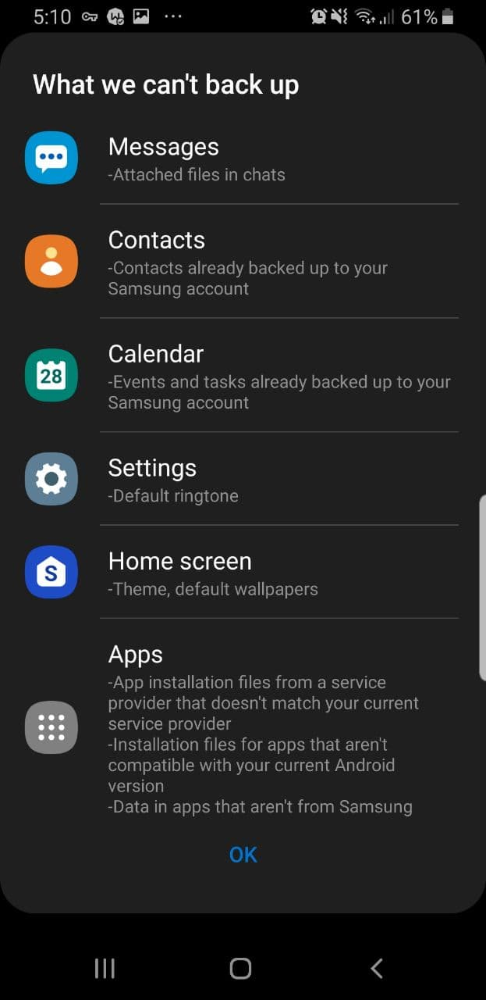 5:10 61%
What we can't back up
Messages
-Attached files in chats
Contacts
-Contacts already backed up to your
Samsung account
Calendar
28
-Events and tasks already backed up to your
Samsung account
Settings
-Default ringtone
Home screen
S
-Theme, default wallpapers
Apps
-App installation files from a service
provider that doesn't match your current
service provider
-Installation files for apps that aren't
compatible with your current Android
version
-Data in apps that aren't from Samsung
OK